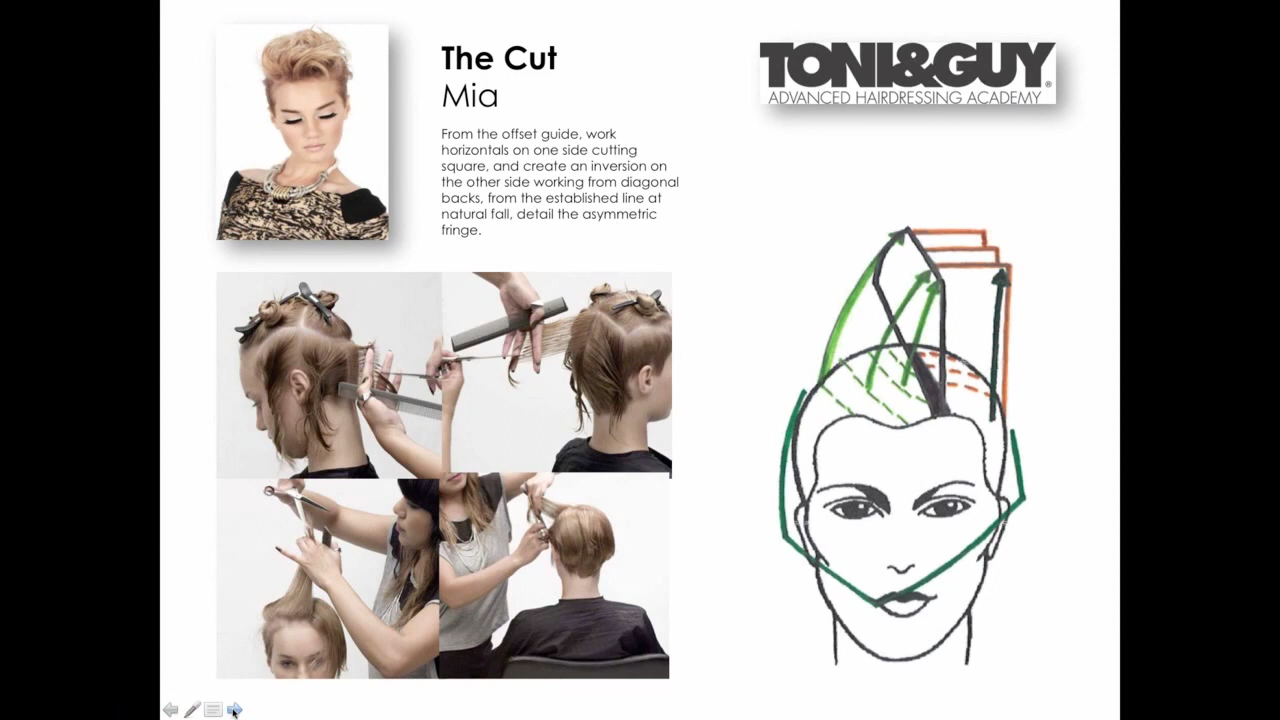 The Cut
Mia
From the offset guide, work
horizontals on one side cutting
square, and create an inversion on
the other side working from diagonal
backs, from the established line at
natural fall, detail the asymmetric
fringe.
TONI&GUY®
ADVANCED HAIRDRESSING ACADEMY